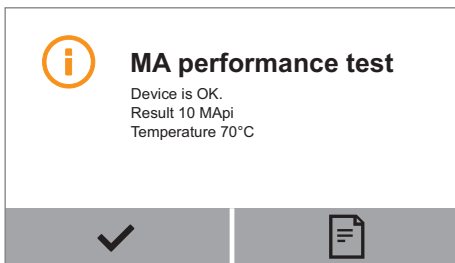 MA performance test
Device is OK.
Result 10 MApi
Temperature 70°C